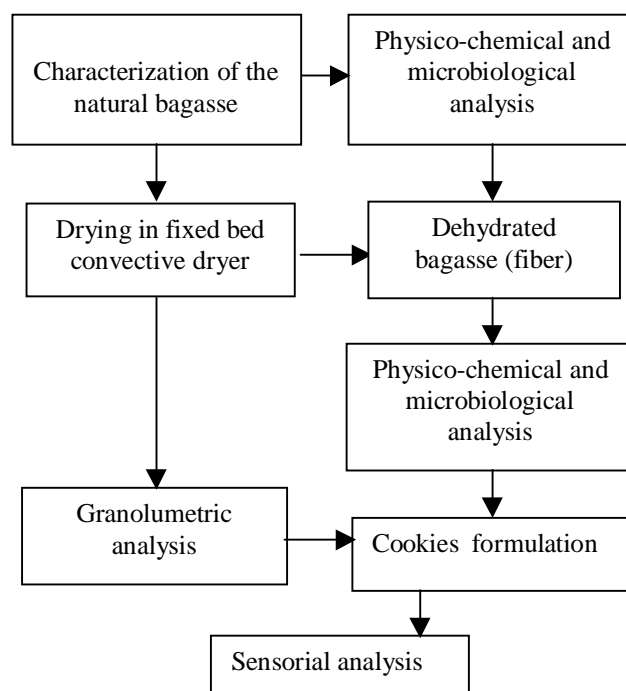 Characterization of the
natural bagasse
Physico-chemical and
microbiological
analysis
Drying in fixed bed
convective dryer
Dehydrated
bagasse (fiber)
Physico-chemical and
microbiological
analysis
Granolumetric
analysis
Cookies formulation
Sensorial analysis